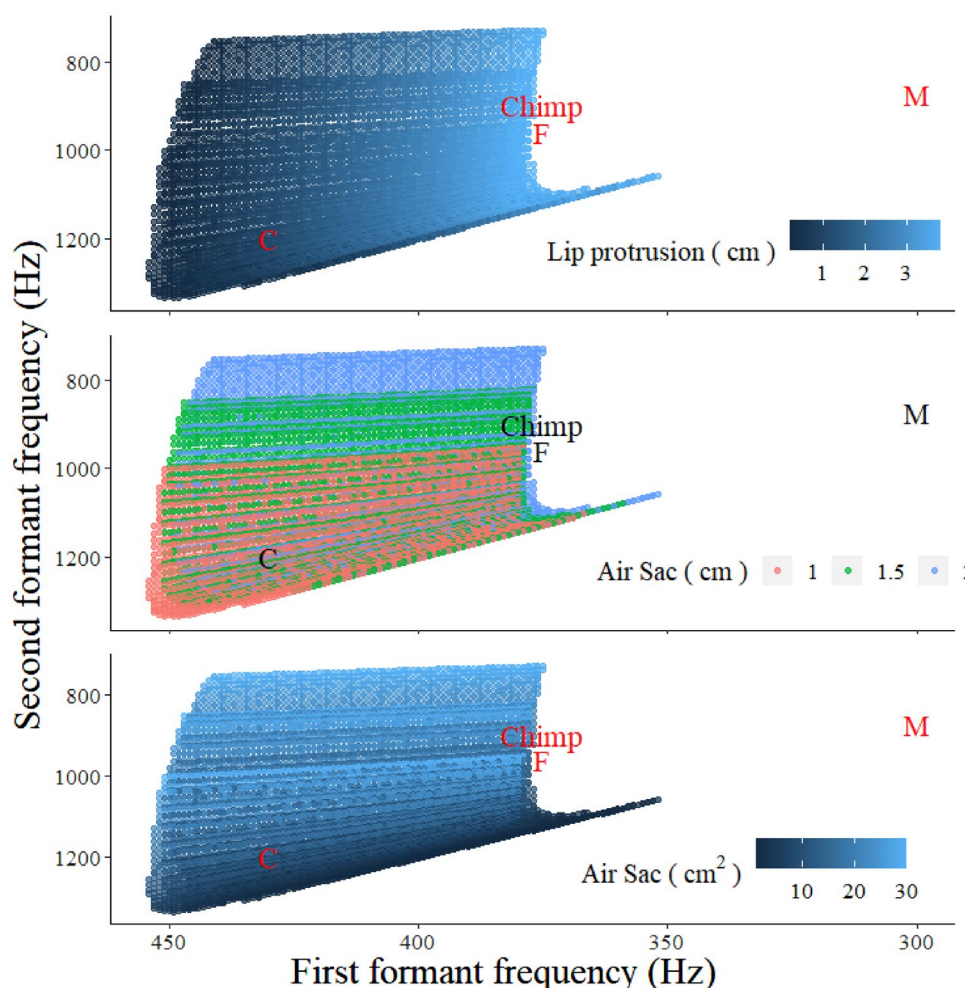 Second formant frequency (Hz)
800
1000
1200
Chimp
F
M
C
Lip protrusion ( cm )
1 2 3
800
1000
1200
Chimp
F
M
C
Air Sac ( cm ) 1 1.5
800
1000
1200
Chimp
F
M
C
Air Sac ( cm² )
10 20 30
450 400 350 300
First formant frequency (Hz)